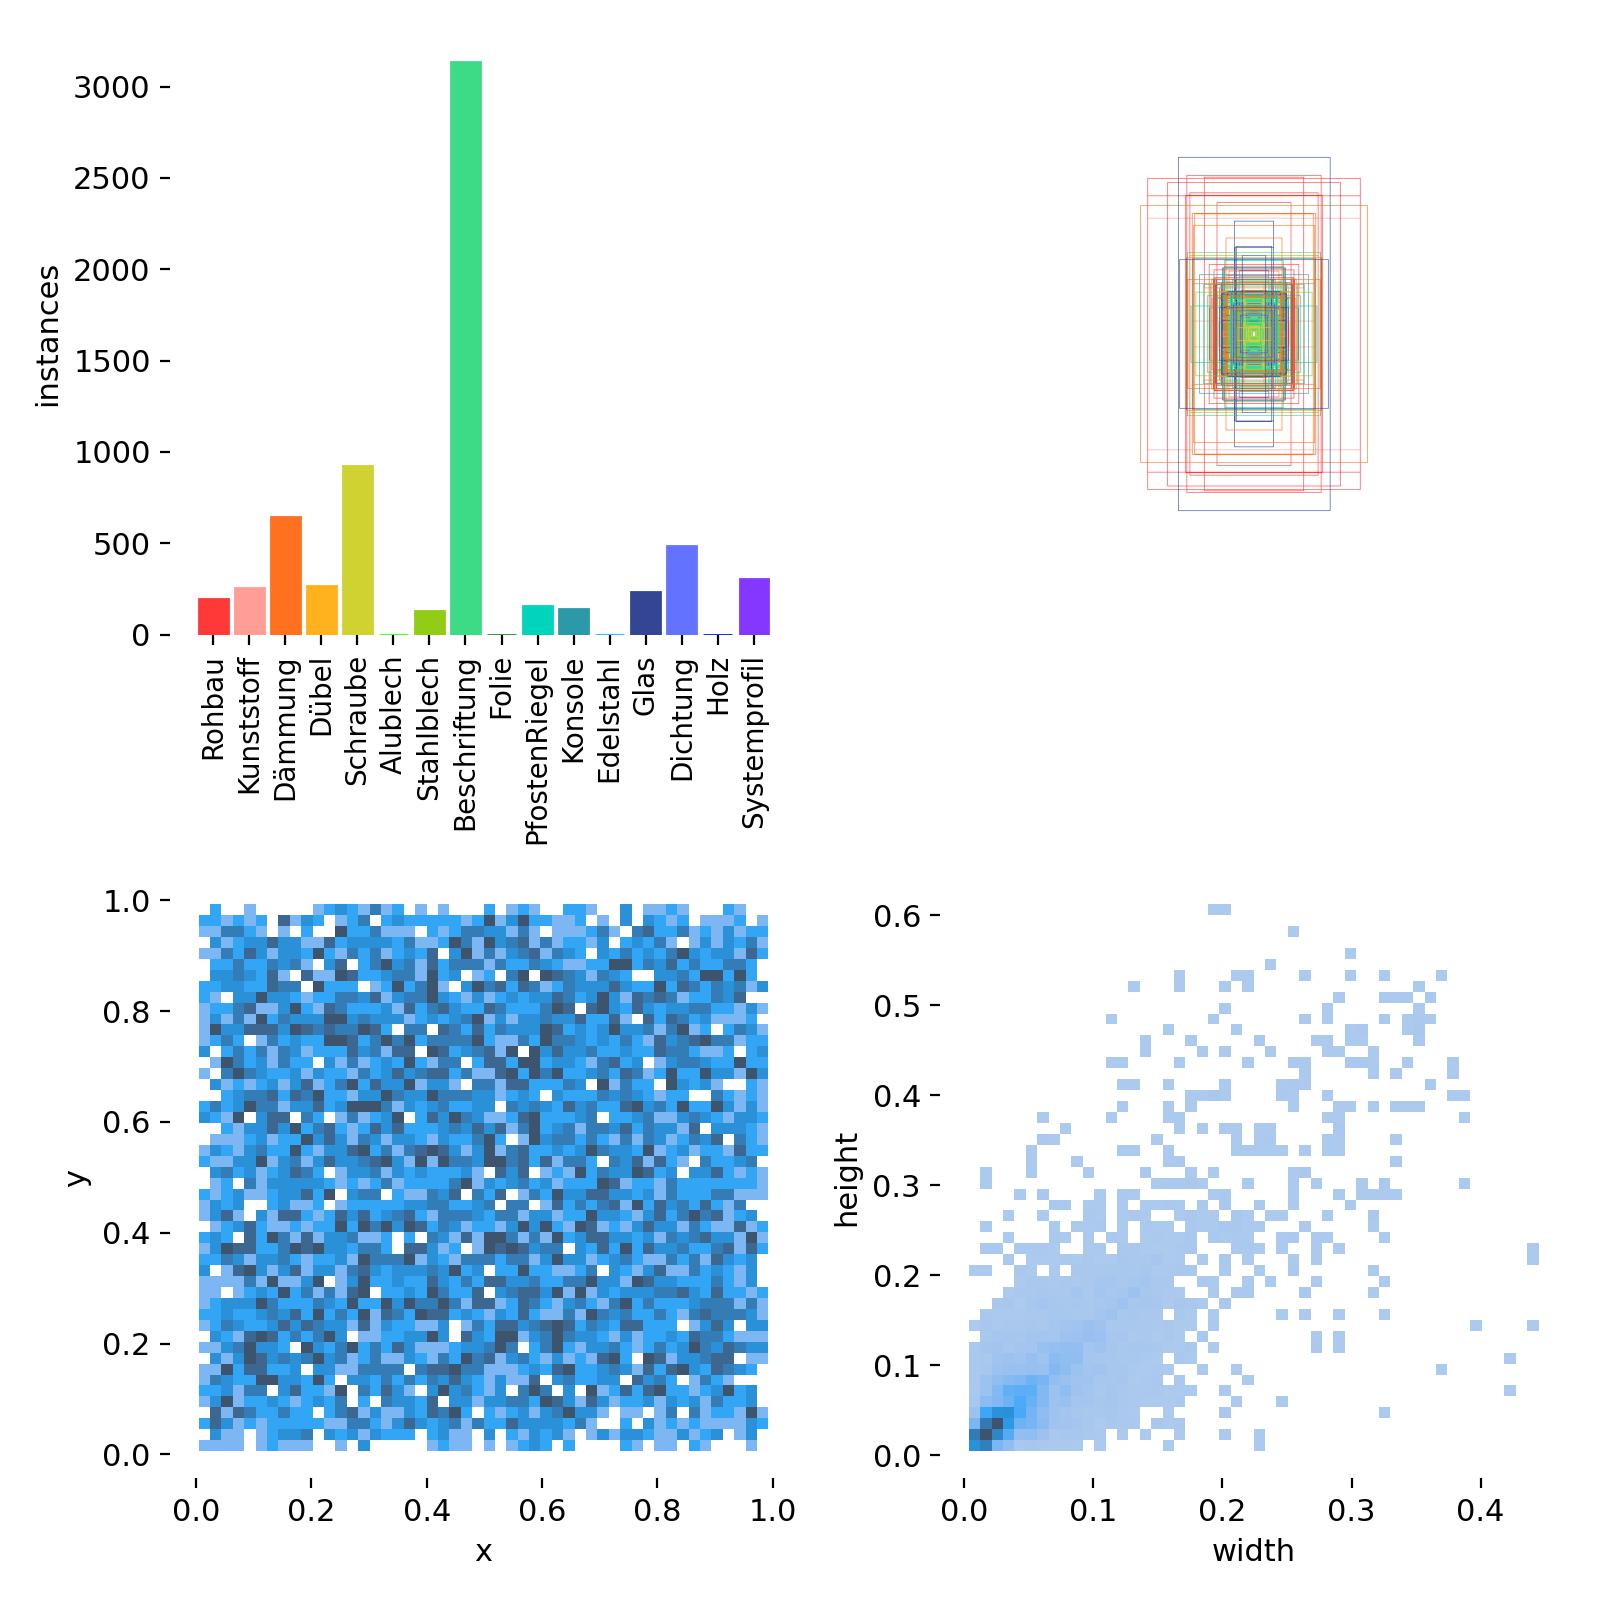 3000
2500
2000
1500
1000
500
0
instances
Rohbau
Kunststoff
Dämmung
Dübel
Schraube
Alublech
Stahlblech
Beschriftung
Folie
PfostenRiegel
Konsole
Edelstahl
Glas
Dichtung
Holz
Systemprofil
1.0
0.8
0.6
0.4
0.2
0.0
y
0.0 0.2 0.4 0.6 0.8 1.0
x
0.6
0.5
0.4
0.3
0.2
0.1
0.0
height
0.0 0.1 0.2 0.3 0.4
width